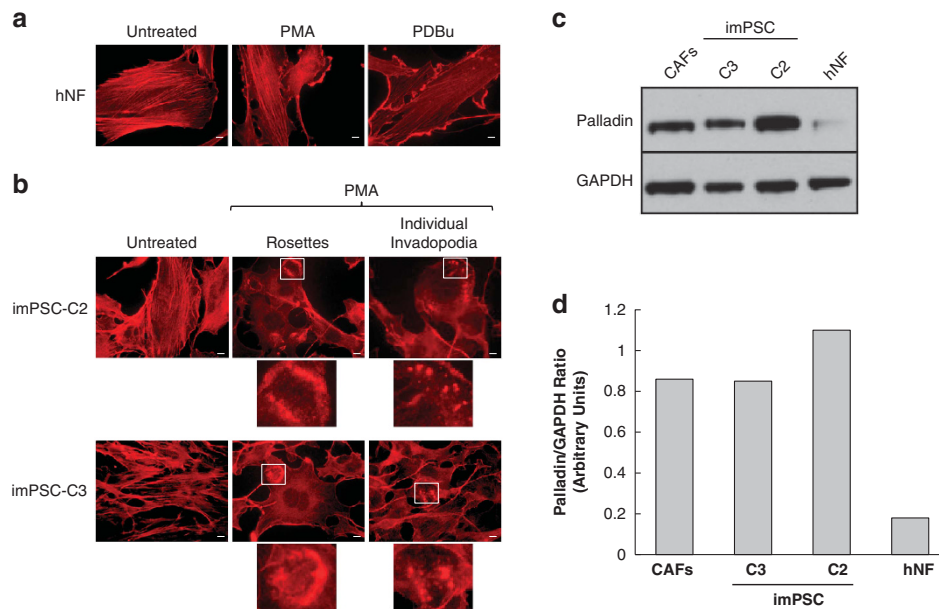 a
Untreated PMA PDBu
hNF
b
PMA
Untreated Rosettes Individual Invadopodia
imPSC-C2
imPSC-C3
c
imPSC
CAFs C3 C2 hNF
Palladin
GAPDH
d
Palladin/GAPDH Ratio
(Arbitrary Units)
1.2
1
0.8
0.6
0.4
0.2
0
CAFs C3 C2 hNF
imPSC